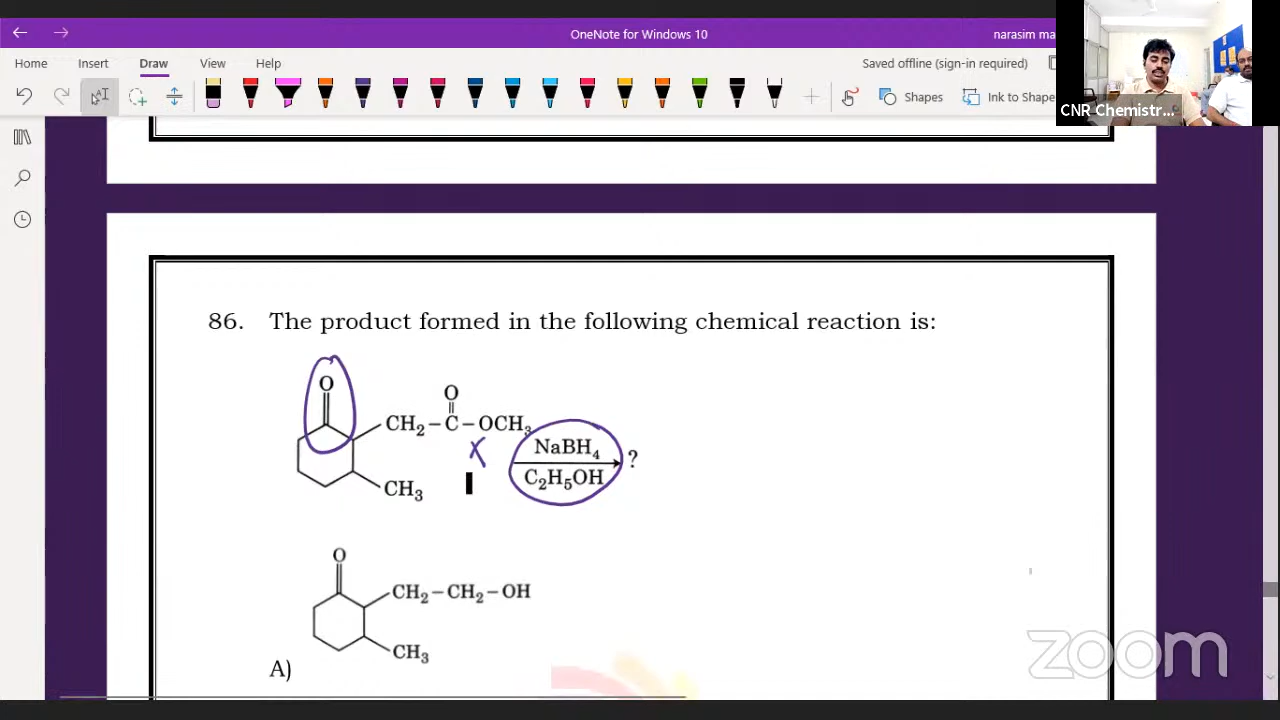 OneNote for Windows 10
narasim ma
Home Insert Draw View Help
Saved offline (sign-in required)
Shapes
Ink to Shape
CNR Chemistr...
86. The product formed in the following chemical reaction is:
O
O
CH₂–C–OCH₃
X
NaBH₄
C₂H₅OH
?
CH₃
O
CH₂–CH₂–OH
CH₃
A)
zoom